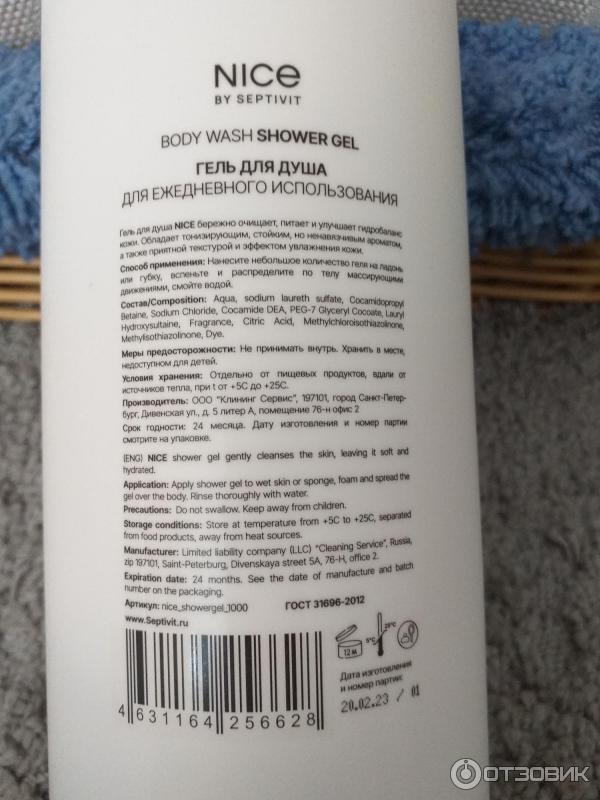 NICE
BY SEPTIVIT
BODY WASH SHOWER GEL
ГЕЛЬ ДЛЯ ДУША
ДЛЯ ЕЖЕДНЕВНОГО ИСПОЛЬЗОВАНИЯ
Гель для душа NICE бережно очищает, питает и улучшает гидробаланс
кожи. Обладает тонизирующим, стойким, но ненавязчивым ароматом,
а также приятной текстурой и эффектом увлажнения кожи.
Способ применения: Нанесите небольшое количество геля на ладонь
или губку, вспеньте и распределите по телу массирующими
движениями, смойте водой.
Состав/Composition: Aqua, sodium laureth sulfate, Cocamidopropyl
Betaine, Sodium Chloride, Cocamide DEA, PEG-7 Glyceryl Cocoate, Lauryl
Hydroxysultaine, Fragrance, Citric Acid, Methylchloroisothiazolinone,
Methylisothiazolinone, Dye.
Меры предосторожности: Не принимать внутрь. Хранить в месте,
недоступном для детей.
Условия хранения: Отдельно от пищевых продуктов, вдали от
источников тепла, при t от +5С до +25С.
Производитель: ООО "Клининг Сервис", 197101, город Санкт-Петер-
бург, Дивенская ул., д. 5 литер А, помещение 76-н офис 2
Срок годности: 24 месяца. Дату изготовления и номер партии
смотрите на упаковке.
(ENG) NICE shower gel gently cleanses the skin, leaving it soft and
hydrated.
Application: Apply shower gel to wet skin or sponge, foam and spread the
gel over the body. Rinse thoroughly with water.
Precautions: Do not swallow. Keep away from children.
Storage conditions: Store at temperature from +5C to +25C, separated
from food products, away from heat sources.
Manufacturer: Limited liability company (LLC) "Cleaning Service", Russia,
zip 197101, Saint-Peterburg, Divenskaya street 5A, 76-H, office 2.
Expiration date: 24 months. See the date of manufacture and batch
number on the packaging.
Артикул: nice_showergel_1000 ГОСТ 31696-2012
www.Septivit.ru
12 м 5°C 25°C
Дата изготовления
и номер партии:
20.02.23 / 01
4 631164 256628
ОТЗОВИК